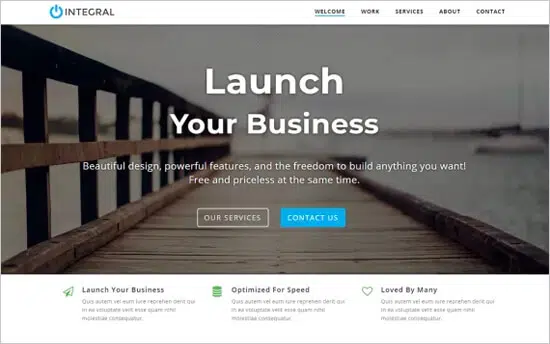 INTEGRAL
WELCOME WORK SERVICES ABOUT CONTACT
Launch
Your Business
Beautiful design, powerful features, and the freedom to build anything you want!
Free and priceless at the same time.
OUR SERVICES CONTACT US
Launch Your Business
Quis autem vel eum iure reprehen derit qui
in ea voluptate velit esse quam nihil
molestiae consequatur.
Optimized For Speed
Quis autem vel eum iure reprehen derit qui
in ea voluptate velit esse quam nihil
molestiae consequatur.
Loved By Many
Quis autem vel eum iure reprehen derit qui
in ea voluptate velit esse quam nihil
molestiae consequatur.